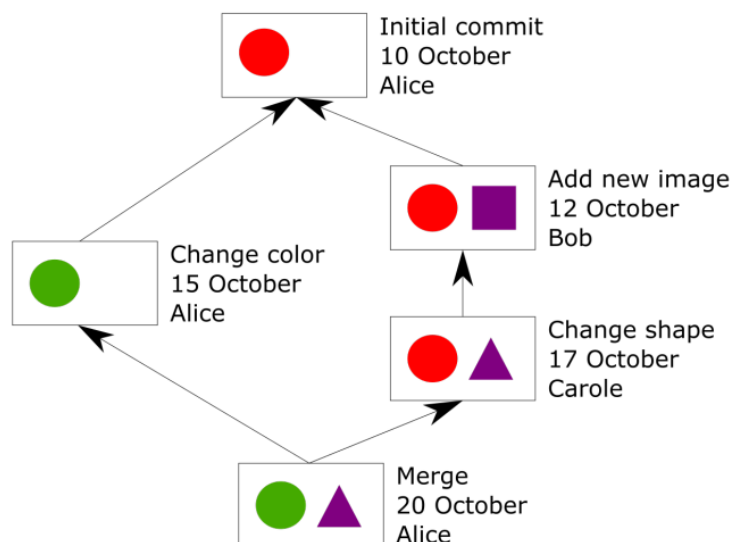 Initial commit
10 October
Alice
Add new image
12 October
Bob
Change color
15 October
Alice
Change shape
17 October
Carole
Merge
20 October
Alice